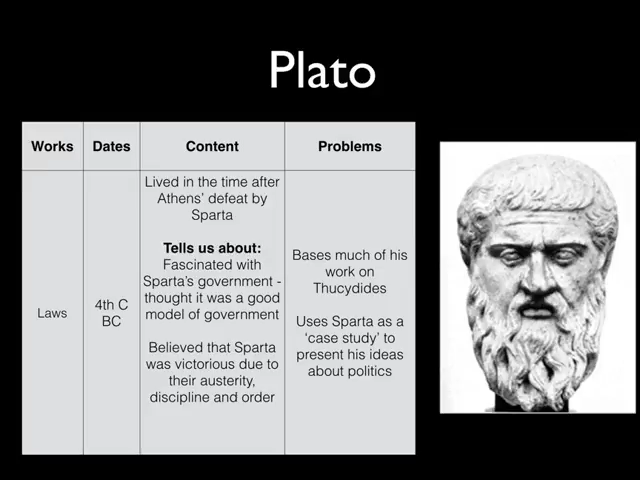 Plato
Works
Dates
Content
Problems
Laws
4th C
BC
Lived in the time after
Athens’ defeat by
Sparta
Tells us about:
Fascinated with
Sparta’s government -
thought it was a good
model of government
Believed that Sparta
was victorious due to
their austerity,
discipline and order
Bases much of his
work on
Thucydides
Uses Sparta as a
‘case study’ to
present his ideas
about politics